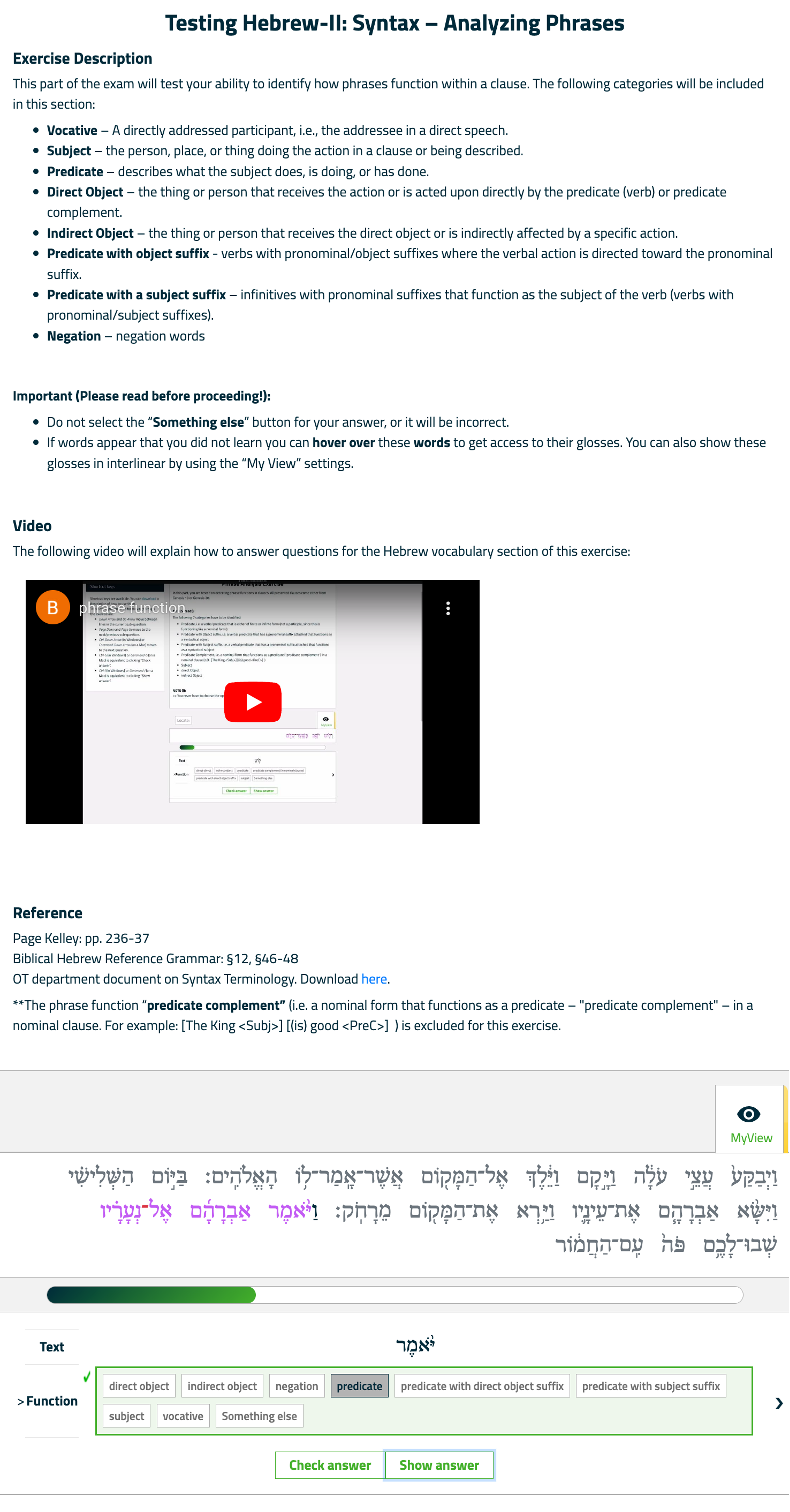 Testing Hebrew-II: Syntax – Analyzing Phrases
Exercise Description
This part of the exam will test your ability to identify how phrases function within a clause. The following categories will be included
in this section:
• Vocative – A directly addressed participant, i.e., the addressee in a direct speech.
• Subject – the person, place, or thing doing the action in a clause or being described.
• Predicate – describes what the subject does, is doing, or has done.
• Direct Object – the thing or person that receives the action or is acted upon directly by the predicate (verb) or predicate
complement.
• Indirect Object – the thing or person that receives the direct object or is indirectly affected by a specific action.
• Predicate with object suffix - verbs with pronominal/object suffixes where the verbal action is directed toward the pronominal
suffix.
• Predicate with a subject suffix – infinitives with pronominal suffixes that function as the subject of the verb (verbs with
pronominal/subject suffixes).
• Negation – negation words
Important (Please read before proceeding!):
• Do not select the “Something else” button for your answer, or it will be incorrect.
• If words appear that you did not learn you can hover over these words to get access to their glosses. You can also show these
glosses in interlinear by using the “My View” settings.
Video
The following video will explain how to answer questions for the Hebrew vocabulary section of this exercise:
B phrase function
Reference
Page Kelley: pp. 236-37
Biblical Hebrew Reference Grammar: §12, §46-48
OT department document on Syntax Terminology. Download here.
**The phrase function “predicate complement” (i.e. a nominal form that functions as a predicate – "predicate complement" – in a
nominal clause. For example: [The King <Subj>] [(is) good <PreC>] ) is excluded for this exercise.
MyView
וַיְבַקַּע֙ עֲצֵ֣י עֹלָ֔ה וַיָּ֣קָם וַיֵּ֔לֶךְ אֶל־הַמָּקֹ֖ום אֲשֶׁר־אָֽמַר־לֹ֥ו הָאֱלֹהִֽים׃ בַּיֹּ֣ום הַשְּׁלִישִׁ֗י
וַיִּשָּׂ֨א אַבְרָהָ֧ם אֶת־עֵינָ֛יו וַיַּ֥רְא אֶת־הַמָּקֹ֖ום מֵרָחֹֽק׃ וַיֹּ֨אמֶר אַבְרָהָ֜ם אֶל־נְעָרָ֗יו
שְׁבוּ־לָכֶ֥ם פֹּה֙ עִֽם־הַחֲמֹ֔ור
Text יֹּ֨אמֶר
>Function direct object indirect object negation predicate predicate with direct object suffix predicate with subject suffix
subject vocative Something else
Check answer Show answer